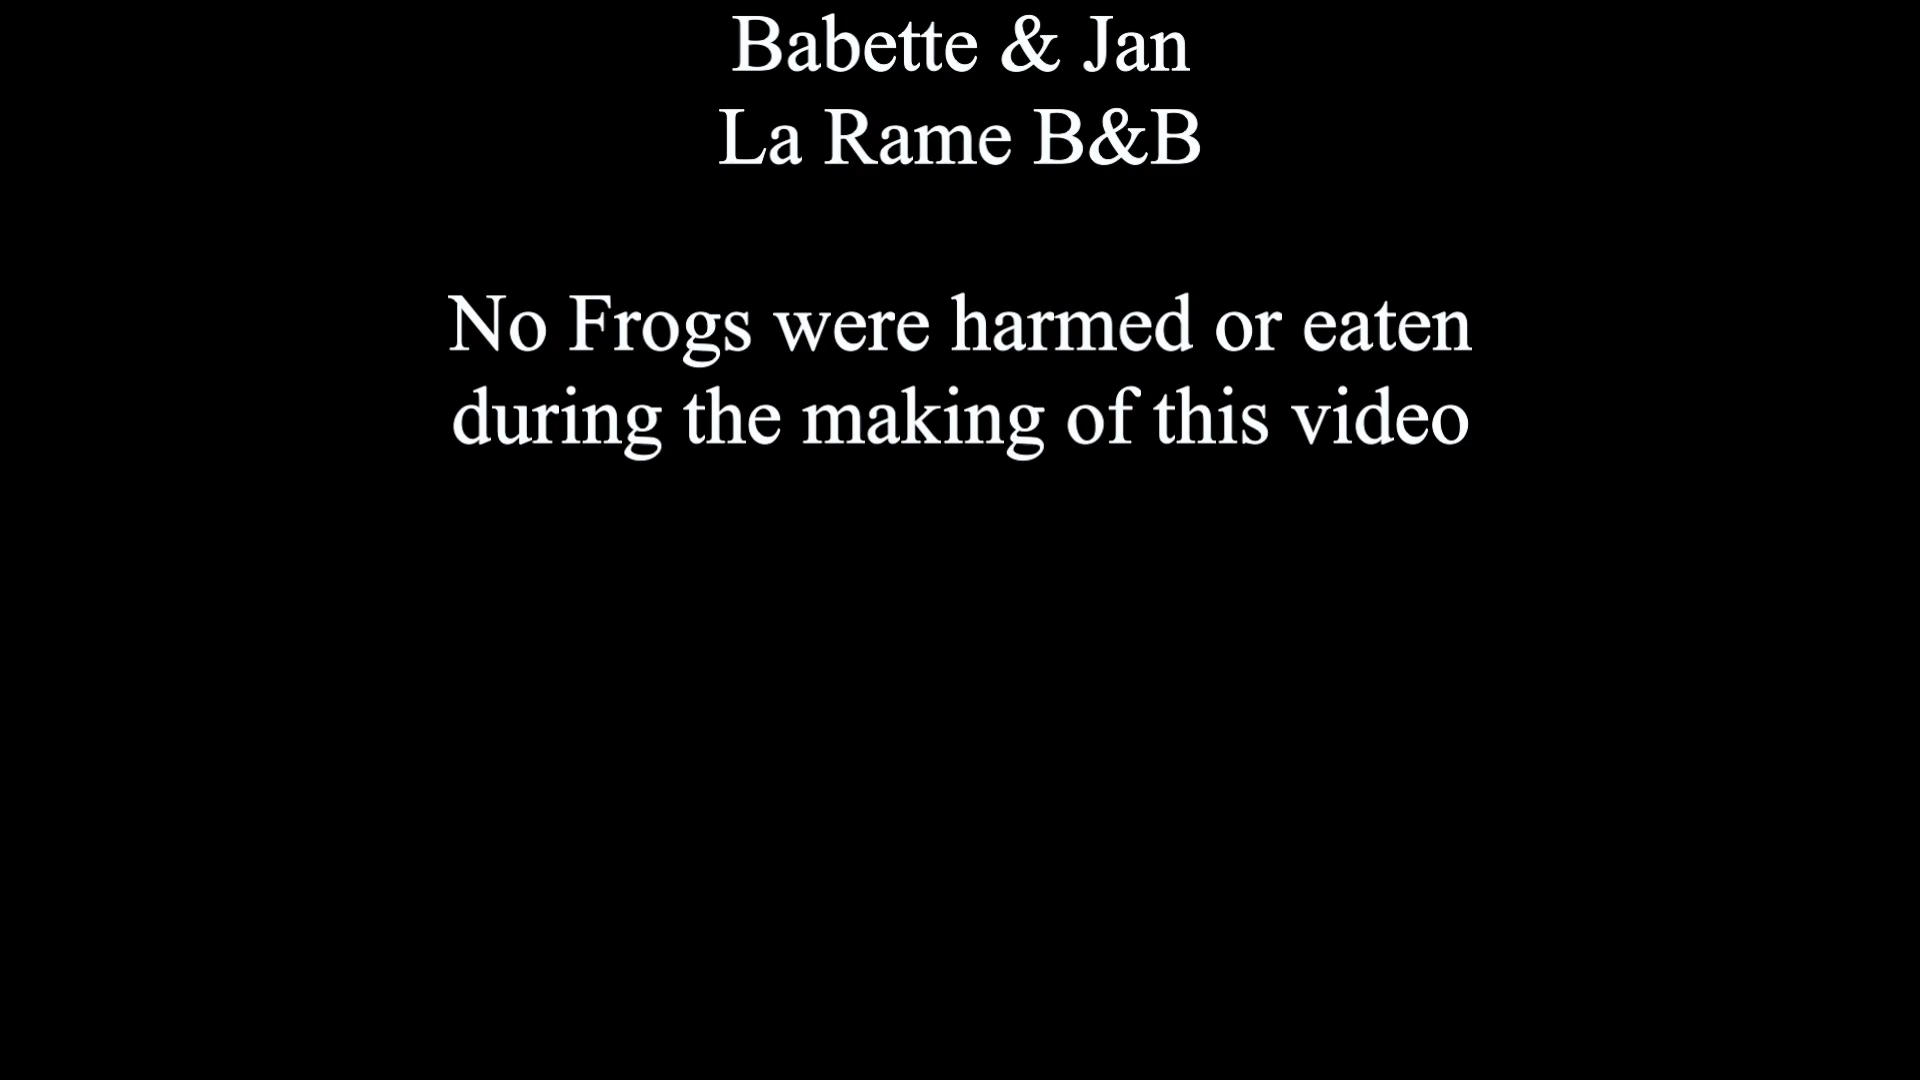 Babette & Jan
La Rame B&B
No Frogs were harmed or eaten
during the making of this video